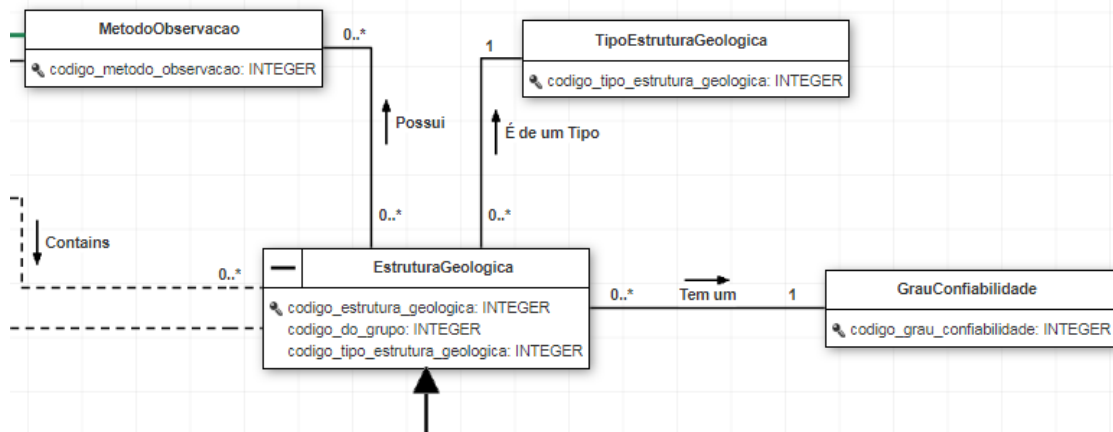 MetodoObservacao
codigo_metodo_observacao: INTEGER
0..*
1
TipoEstruturaGeologica
codigo_tipo_estrutura_geologica: INTEGER
Possui
É de um Tipo
0..*
0..*
Contains
0..*
EstruturaGeologica
codigo_estrutura_geologica: INTEGER
codigo_do_grupo: INTEGER
codigo_tipo_estrutura_geologica: INTEGER
0..*
Tem um
1
GrauConfiabilidade
codigo_grau_confiabilidade: INTEGER